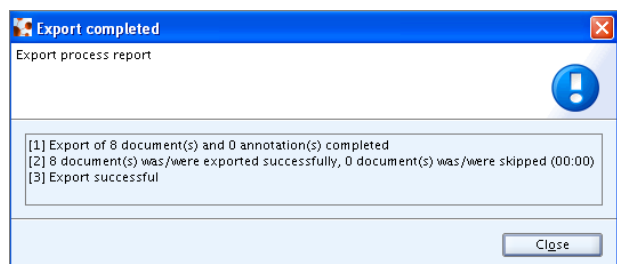 Export completed
Export process report
[1] Export of 8 document(s) and 0 annotation(s) completed
[2] 8 document(s) was/were exported successfully, 0 document(s) was/were skipped (00:00)
[3] Export successful
Close